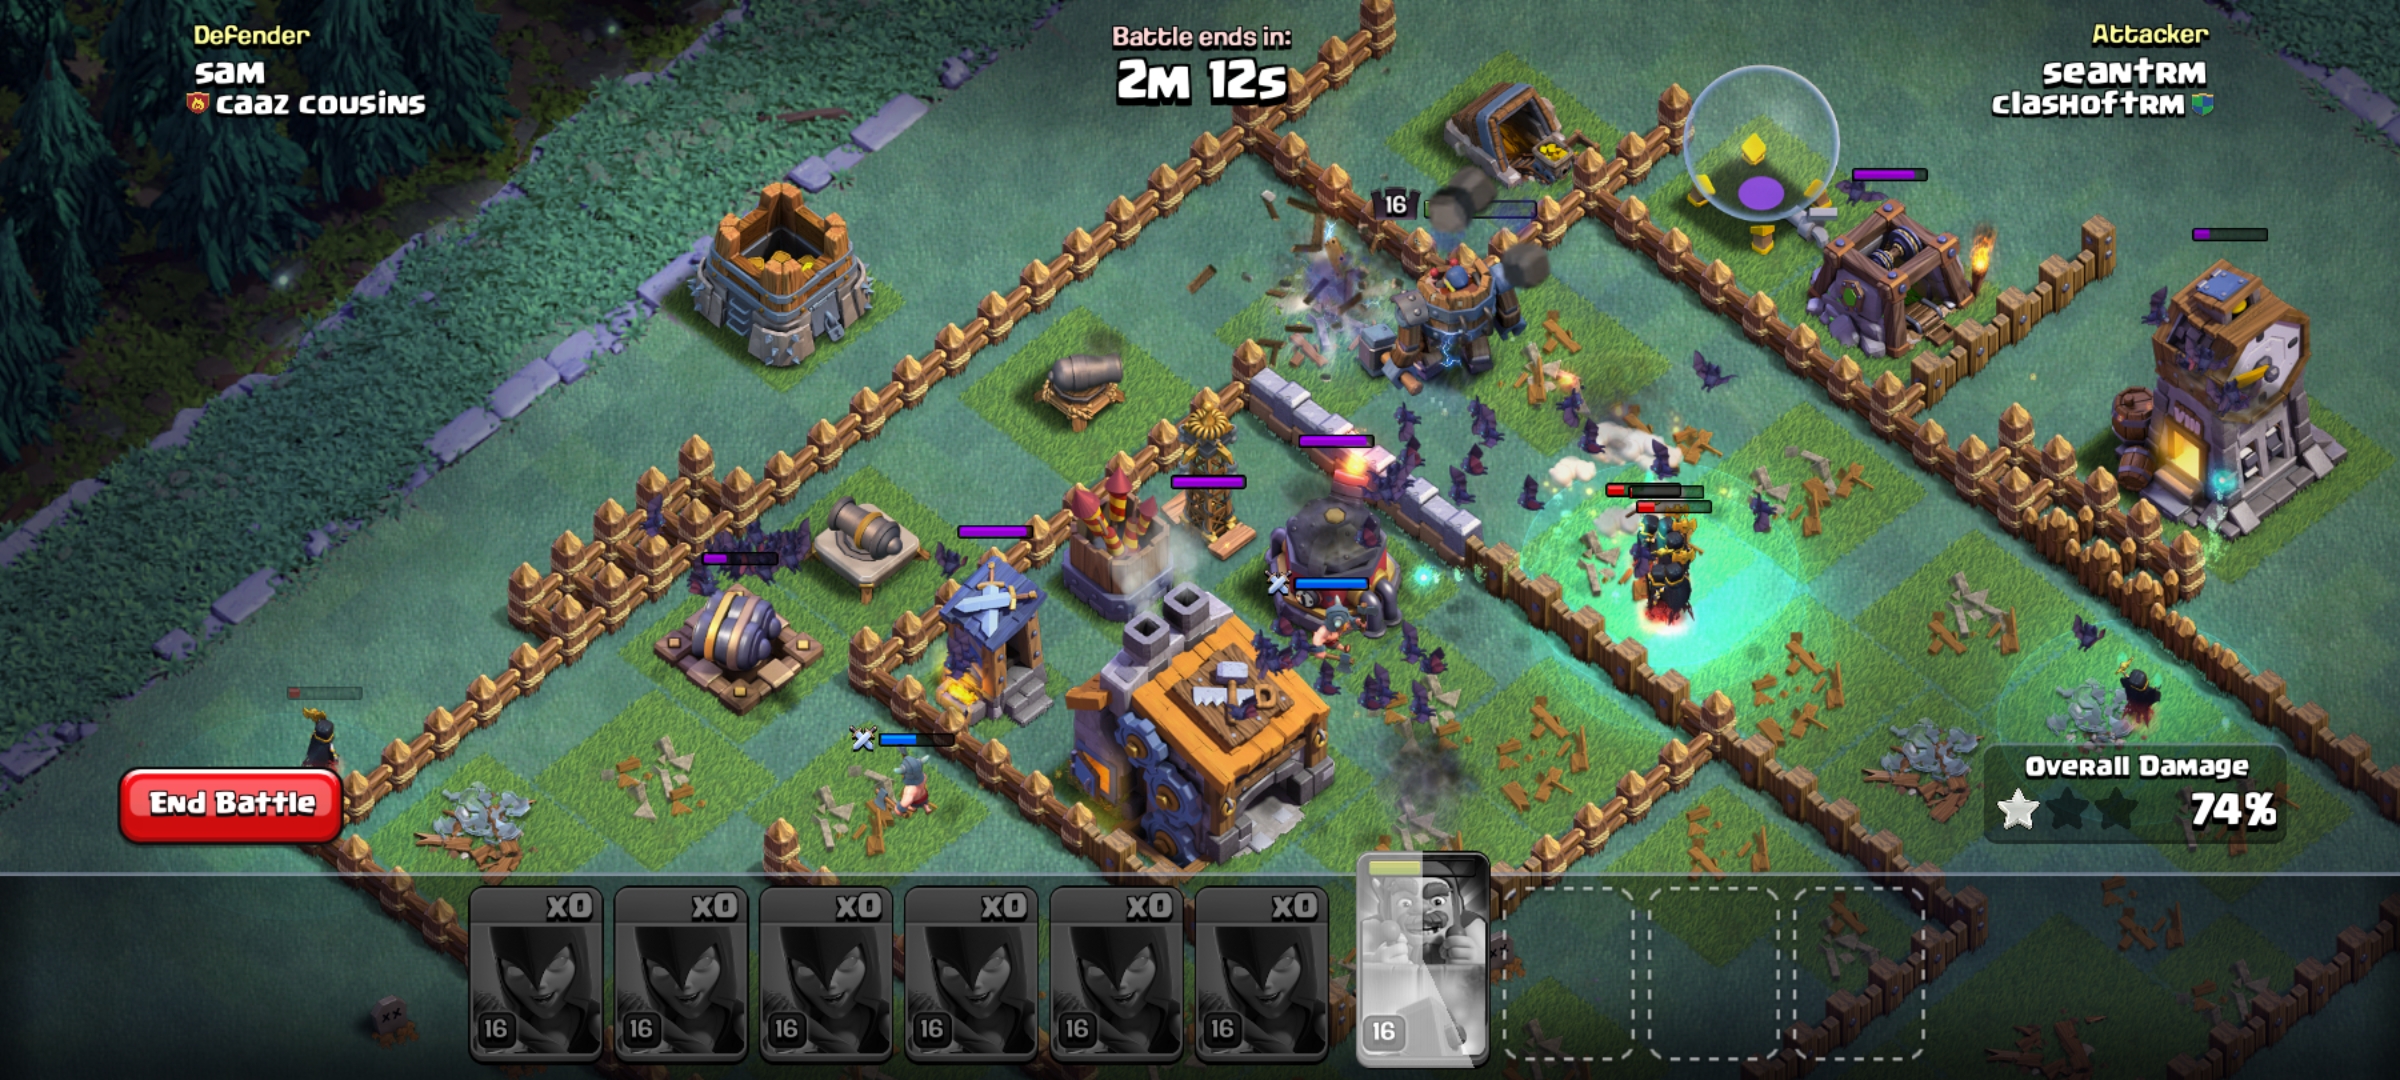 Defender
sam
caaz cousins
Battle ends in:
2m 12s
Attacker
seantrm
clashoftrm
16
VIII
End Battle
Overall Damage
74%
x0
x0
x0
x0
x0
x0
16
16
16
16
16
16
16